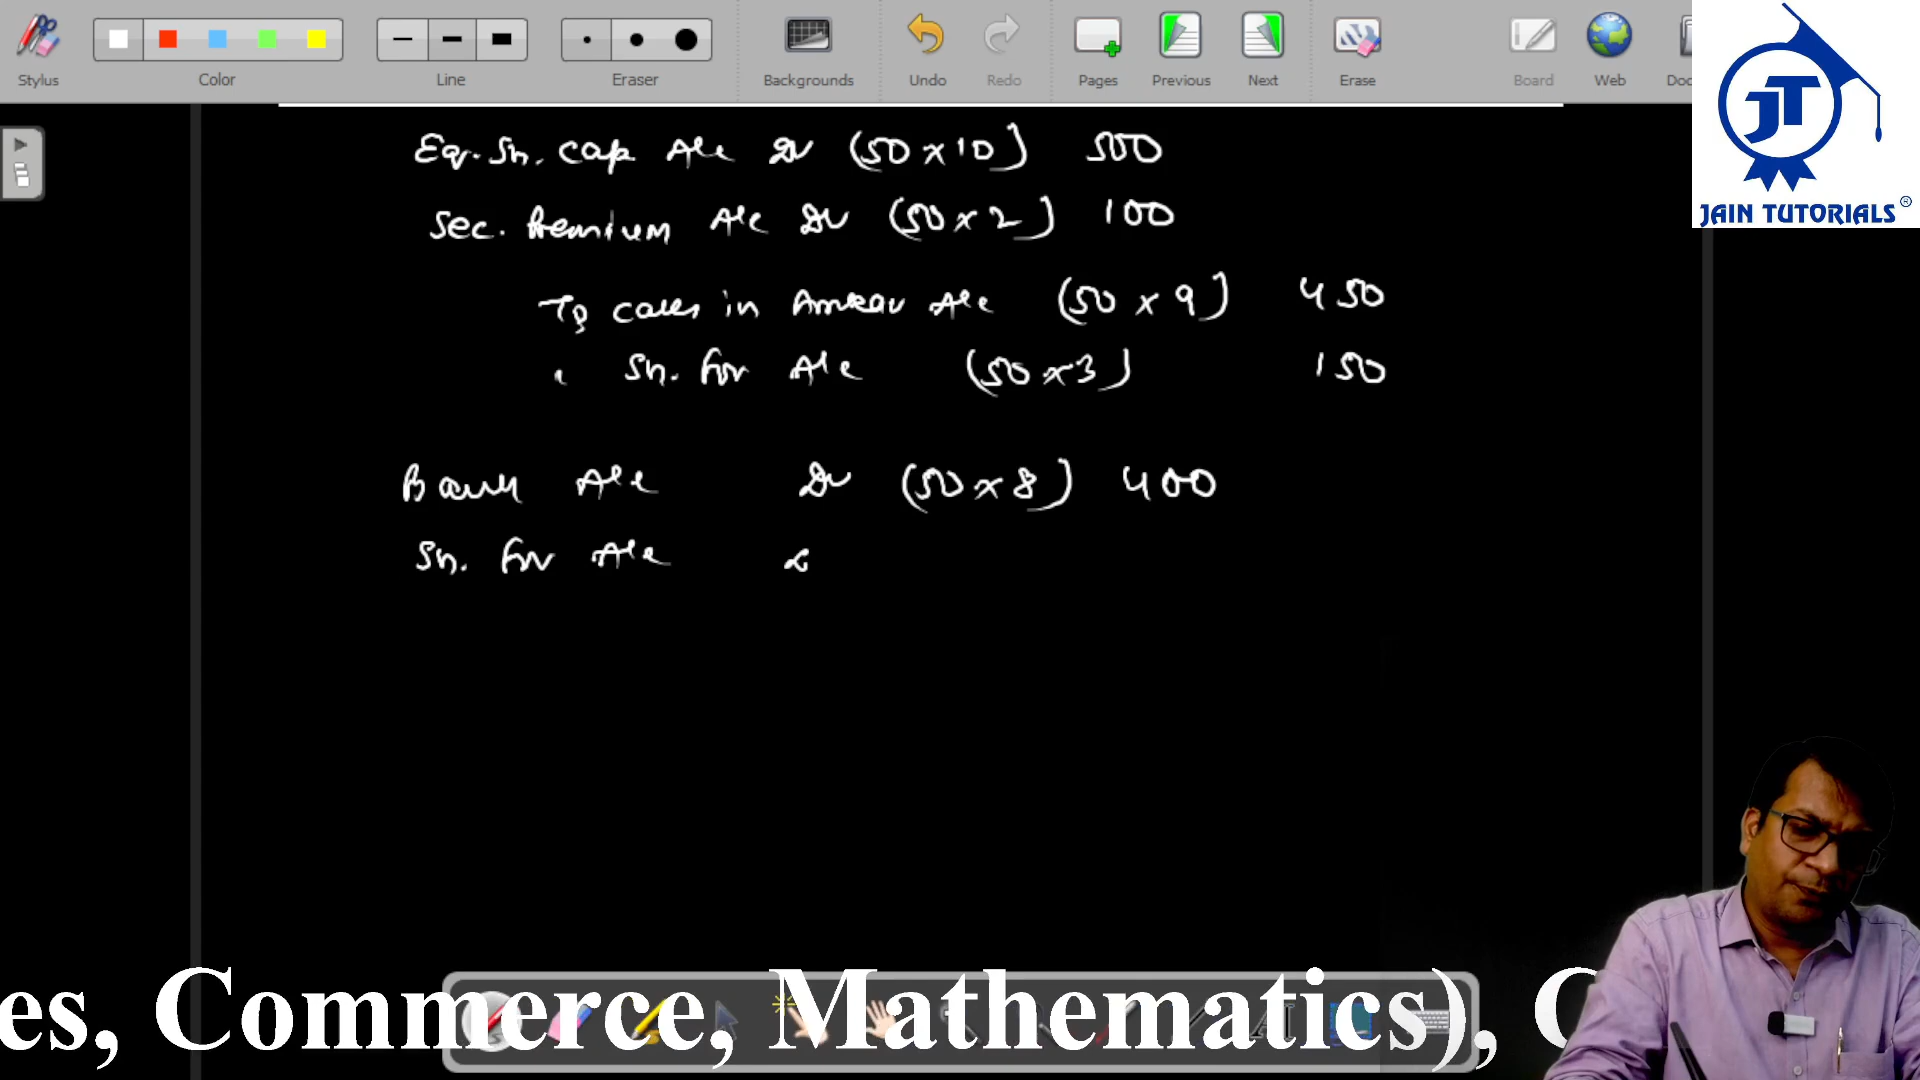 Stylus Color Line Eraser Backgrounds Undo Redo Pages Previous Next Erase Board Web Doc
JT
JAIN TUTORIALS®
Eq. Sh. Cap A/c Dr (50 x 10) 500
Sec. Premium A/c Dr (50 x 2) 100
To Calls in Arrear A/c (50 x 9) 450
" Sh. For A/c (50 x 3) 150
Bank A/c Dr (50 x 8) 400
Sh. For A/c
es, Commerce, Mathematics), C